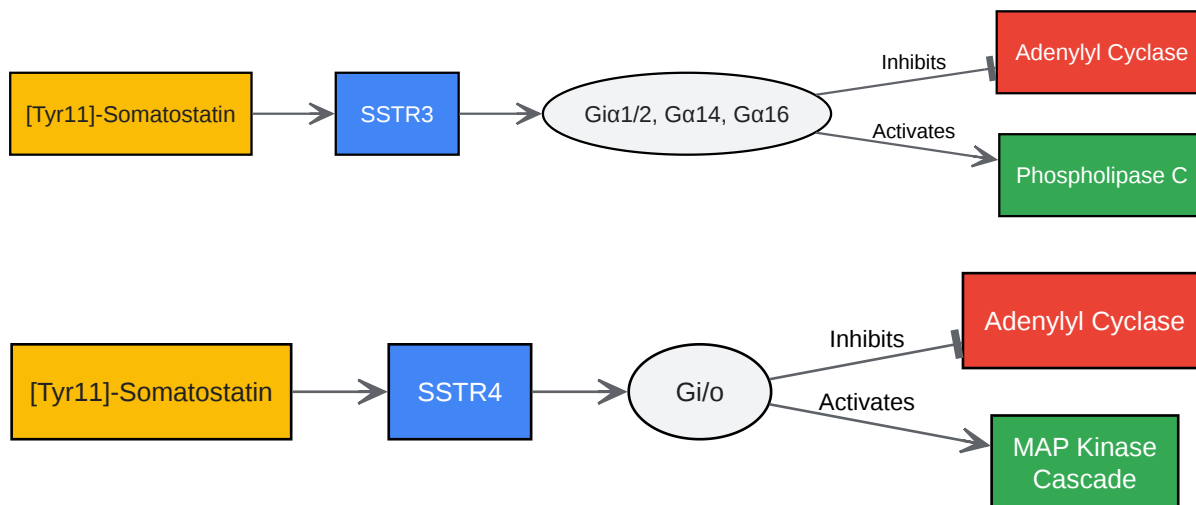 [Tyr11]-Somatostatin
SSTR3
Giα1/2, Gα14, Gα16
Inhibits
Adenylyl Cyclase
Activates
Phospholipase C
[Tyr11]-Somatostatin
SSTR4
Gi/o
Inhibits
Adenylyl Cyclase
Activates
MAP Kinase
Cascade